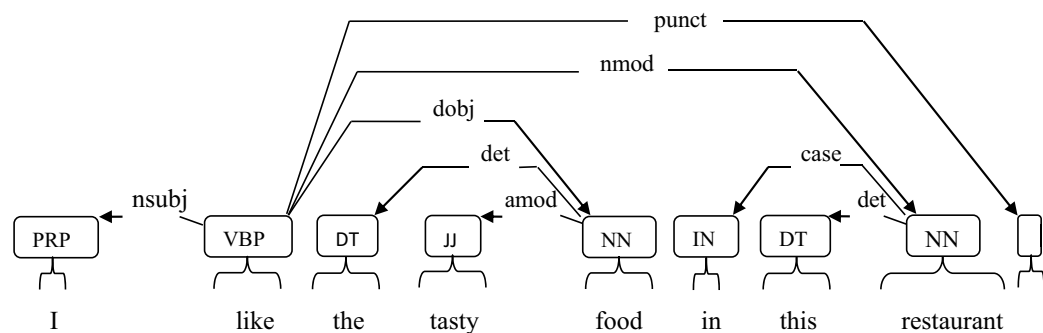 punct
nmod
dobj
det case
nsubj amod det
PRP VBP DT JJ NN IN DT NN
I like the tasty food in this restaurant